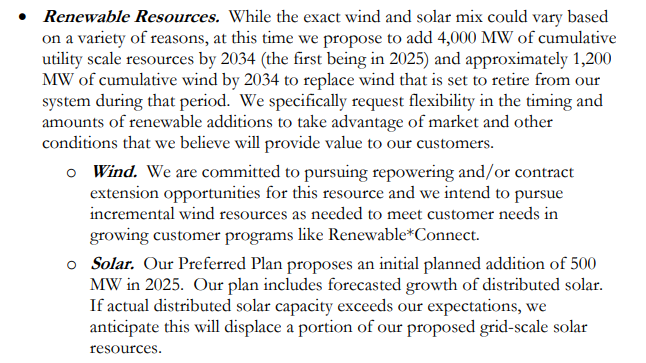 • Renewable Resources. While the exact wind and solar mix could vary based
on a variety of reasons, at this time we propose to add 4,000 MW of cumulative
utility scale resources by 2034 (the first being in 2025) and approximately 1,200
MW of cumulative wind by 2034 to replace wind that is set to retire from our
system during that period. We specifically request flexibility in the timing and
amounts of renewable additions to take advantage of market and other
conditions that we believe will provide value to our customers.
o Wind. We are committed to pursuing repowering and/or contract
extension opportunities for this resource and we intend to pursue
incremental wind resources as needed to meet customer needs in
growing customer programs like Renewable*Connect.
o Solar. Our Preferred Plan proposes an initial planned addition of 500
MW in 2025. Our plan includes forecasted growth of distributed solar.
If actual distributed solar capacity exceeds our expectations, we
anticipate this will displace a portion of our proposed grid-scale solar
resources.